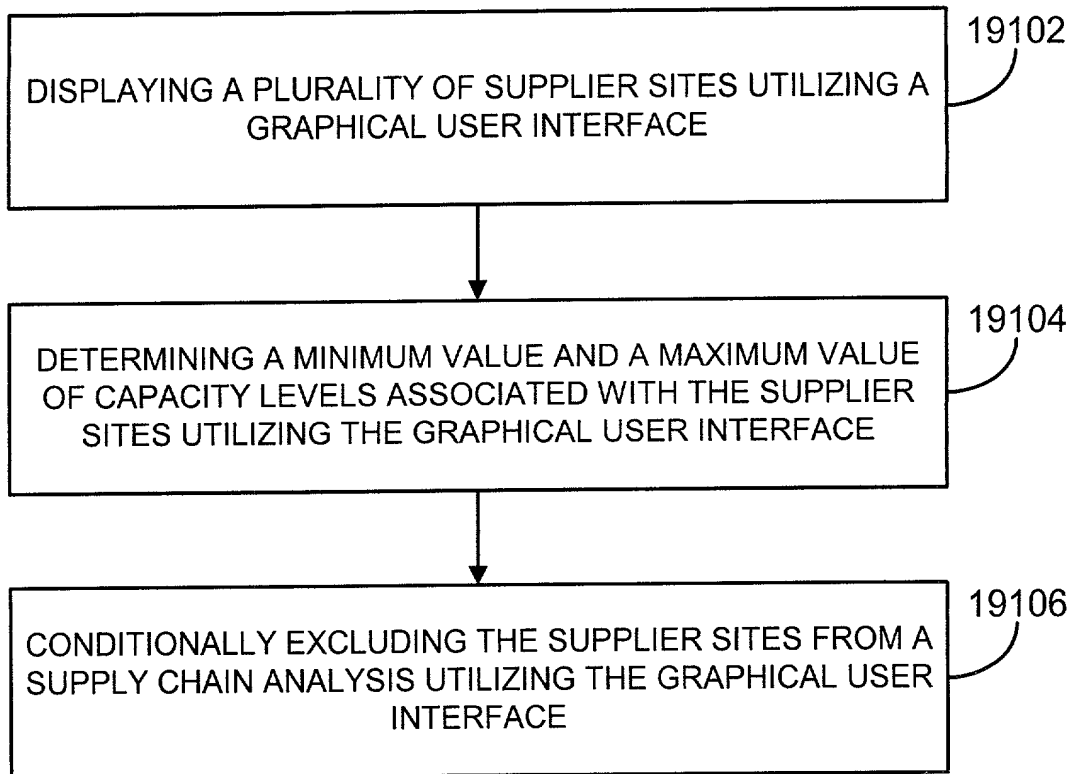 19102
DISPLAYING A PLURALITY OF SUPPLIER SITES UTILIZING A
GRAPHICAL USER INTERFACE
19104
DETERMINING A MINIMUM VALUE AND A MAXIMUM VALUE
OF CAPACITY LEVELS ASSOCIATED WITH THE SUPPLIER
SITES UTILIZING THE GRAPHICAL USER INTERFACE
19106
CONDITIONALLY EXCLUDING THE SUPPLIER SITES FROM A
SUPPLY CHAIN ANALYSIS UTILIZING THE GRAPHICAL USER
INTERFACE